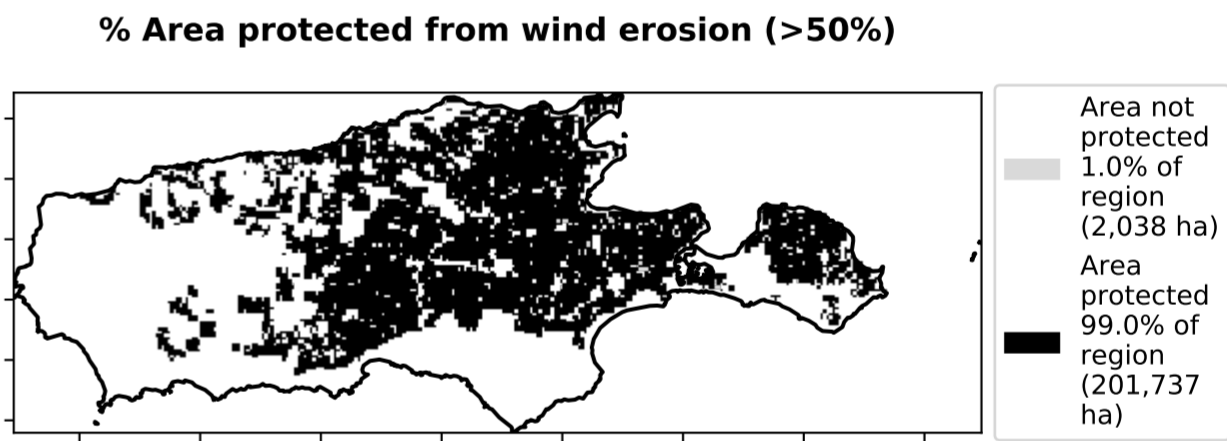 % Area protected from wind erosion (>50%)
Area not
protected
1.0% of
region
(2,038 ha)
Area
protected
99.0% of
region
(201,737
ha)